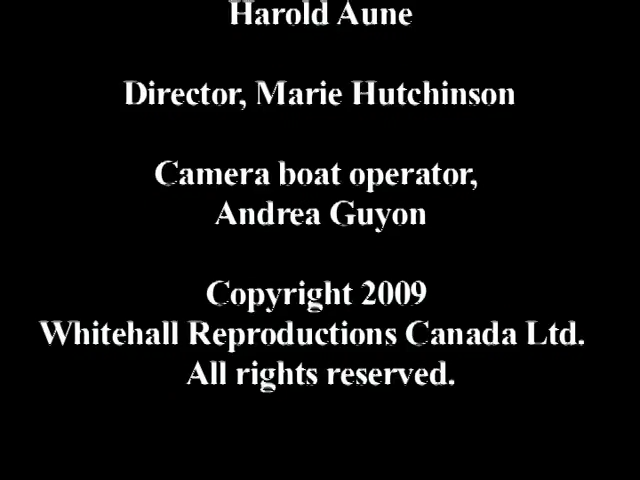 Harold Aune
Director, Marie Hutchinson
Camera boat operator,
Andrea Guyon
Copyright 2009
Whitehall Reproductions Canada Ltd.
All rights reserved.